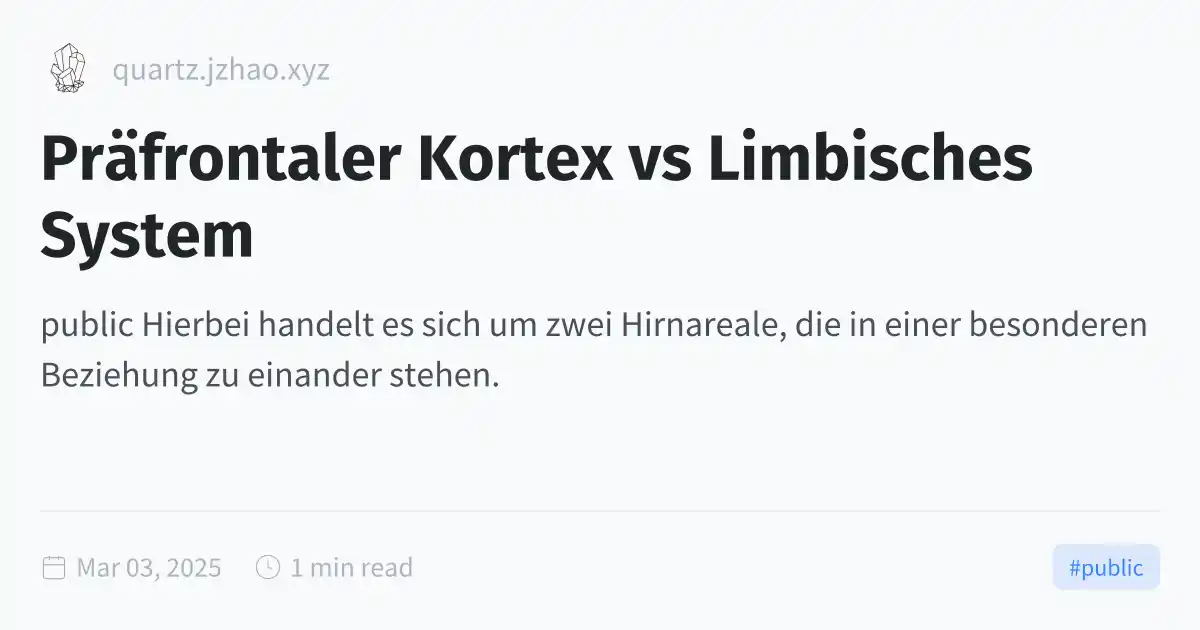 quartz.jzhao.xyz
Präfrontaler Kortex vs Limbisches
System
public Hierbei handelt es sich um zwei Hirnareale, die in einer besonderen
Beziehung zu einander stehen.
Mar 03, 2025 1 min read #public